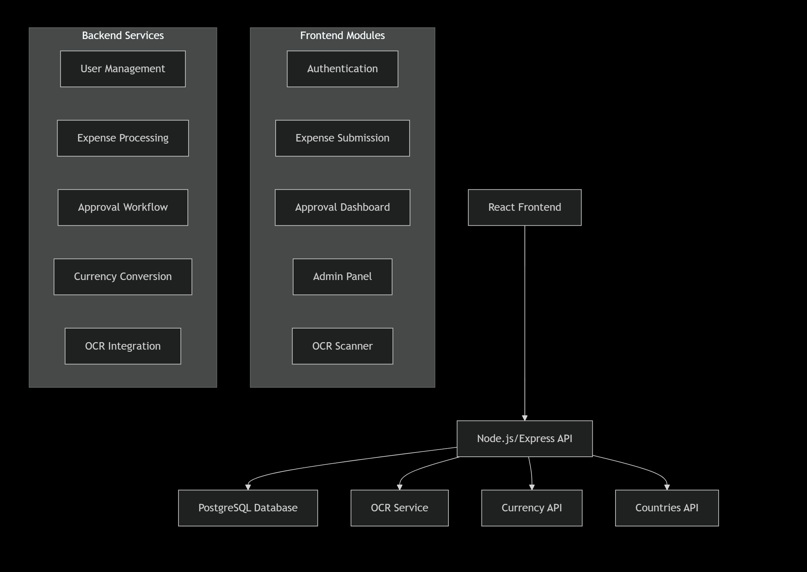 Backend Services
User Management
Expense Processing
Approval Workflow
Currency Conversion
OCR Integration
Frontend Modules
Authentication
Expense Submission
Approval Dashboard
Admin Panel
OCR Scanner
React Frontend
Node.js/Express API
PostgreSQL Database
OCR Service
Currency API
Countries API